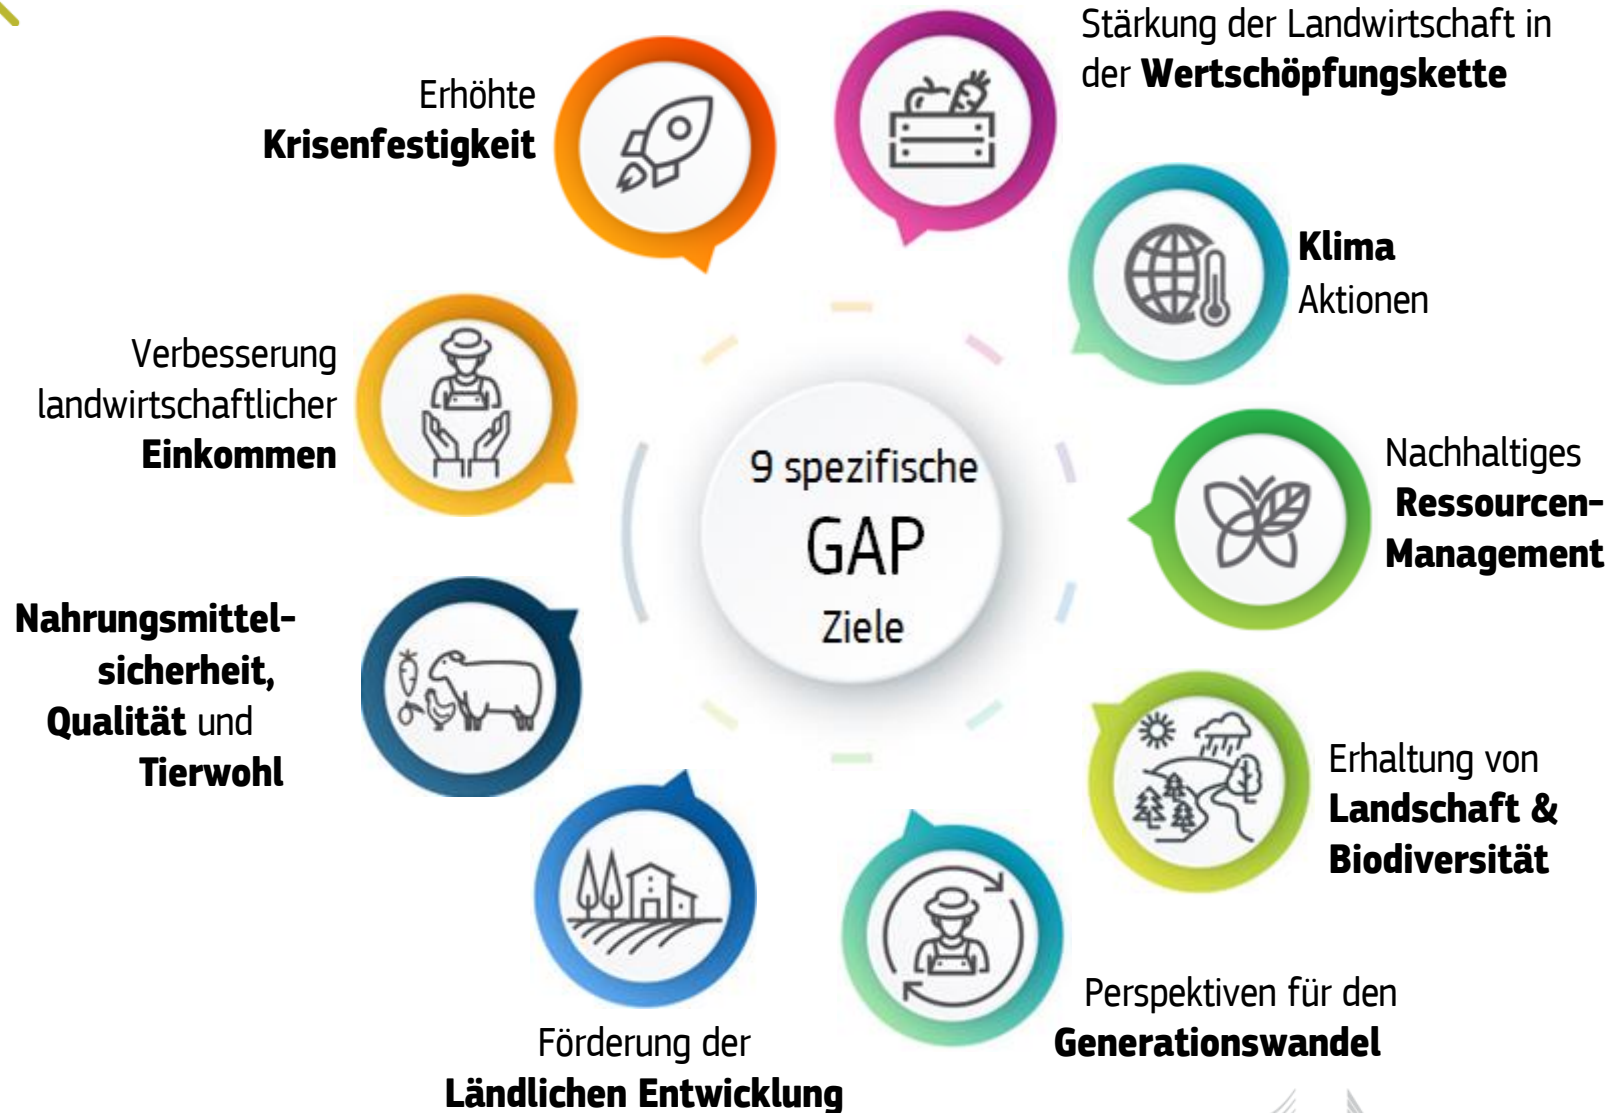 Stärkung der Landwirtschaft in
der Wertschöpfungskette
Erhöhte
Krisenfestigkeit
Klima
Aktionen
Verbesserung
landwirtschaftlicher
Einkommen
9 spezifische
GAP
Ziele
Nachhaltiges
Ressourcen-
Management
Nahrungsmittel-
sicherheit,
Qualität und
Tierwohl
Erhaltung von
Landschaft &
Biodiversität
Perspektiven für den
Generationswandel
Förderung der
Ländlichen Entwicklung